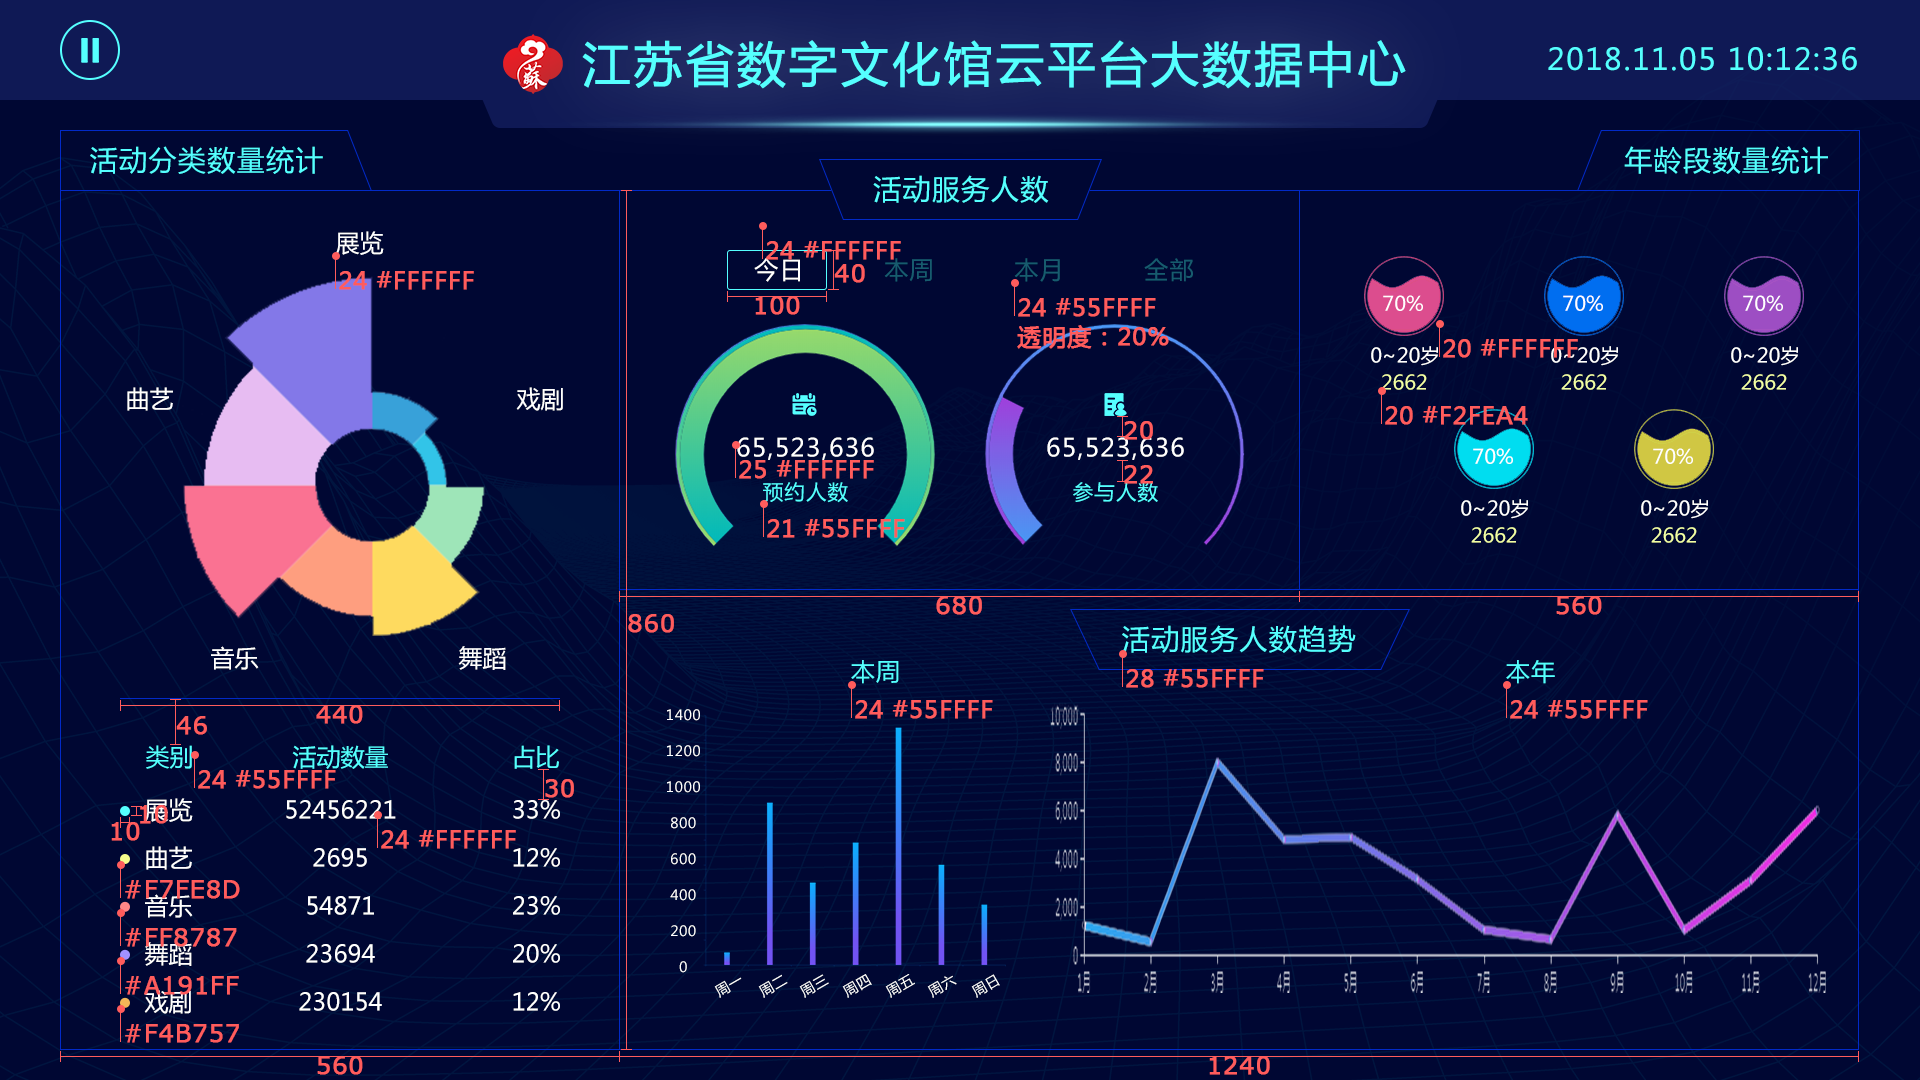 江苏省数字文化馆云平台大数据中心
2018.11.05 10:12:36
活动分类数量统计
展览
24 #FFFFFF
曲艺
戏剧
音乐
舞蹈
440
46
类别 活动数量 占比
24 #55FFFF
30
展览 52456221 33%
10
10
24 #FFFFFF
曲艺 2695 12%
#E7FE8D
音乐 54871 23%
#FF8787
舞蹈 23694 20%
#A191FF
戏剧 230154 12%
#F4B757
560
活动服务人数
24 #FFFFFF
今日 本周 本月 全部
40
100
24 #55FFFF
透明度：20%
65,523,636
25 #FFFFFF
预约人数
21 #55FFFF
20
65,523,636
22
参与人数
680
860
年龄段数量统计
70% 70% 70%
20 #FFFFFF
0~20岁 0~20岁 0~20岁
2662 2662 2662
20 #F2FEA4
70% 70%
0~20岁 0~20岁
2662 2662
560
活动服务人数趋势
28 #55FFFF
本周
24 #55FFFF
1400
1200
1000
800
600
400
200
0
周一 周二 周三 周四 周五 周六 周日
本年
24 #55FFFF
10,000
8,000
6,000
4,000
2,000
0
1月 2月 3月 4月 5月 6月 7月 8月 9月 10月 11月 12月
1240